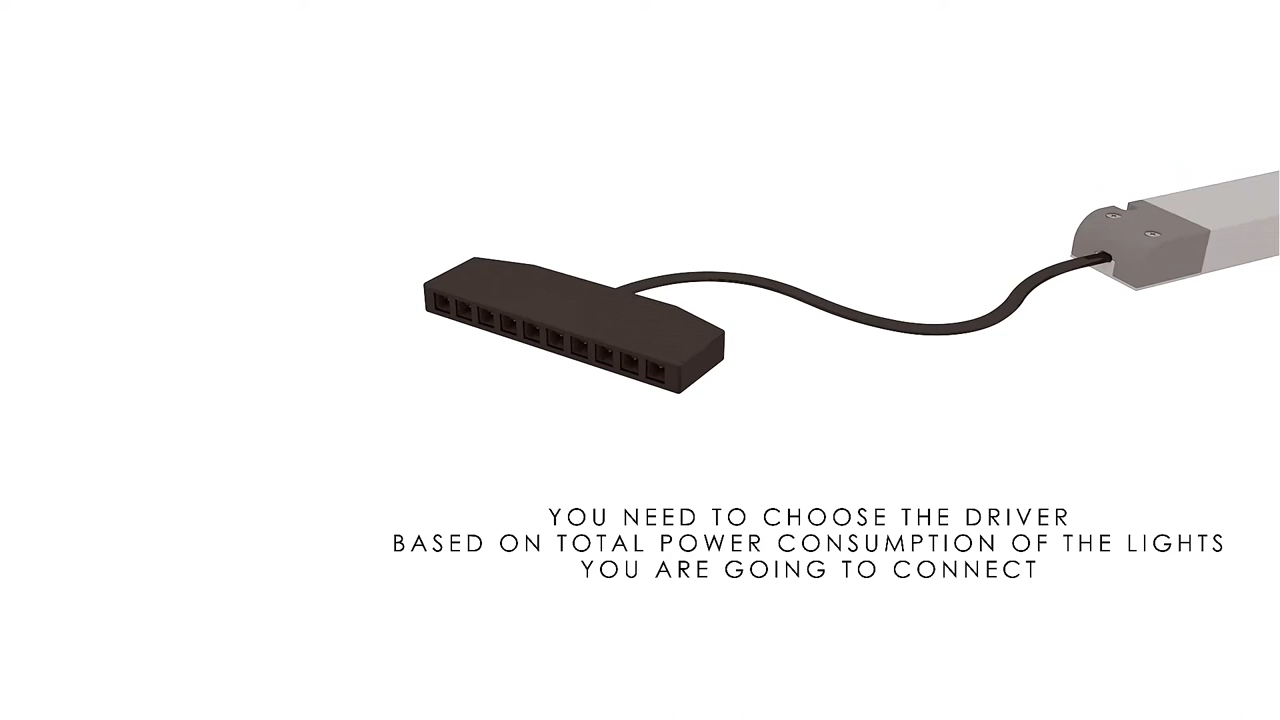 YOU NEED TO CHOOSE THE DRIVER
BASED ON TOTAL POWER CONSUMPTION OF THE LIGHTS
YOU ARE GOING TO CONNECT